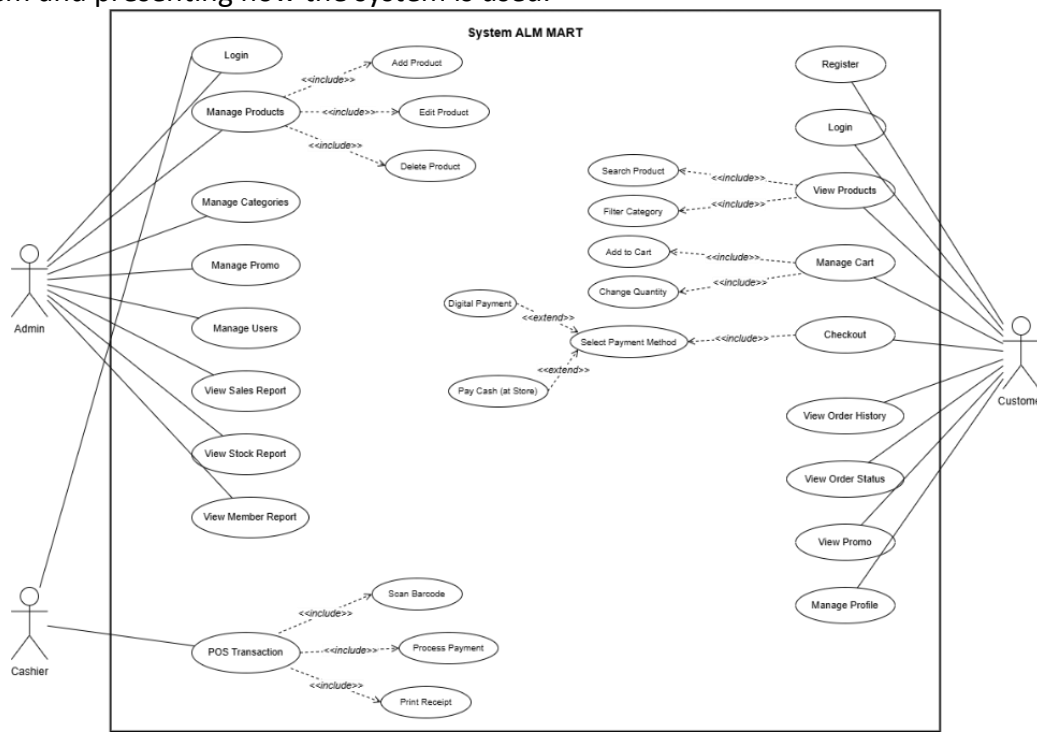 em and presenting how the system is used.
System ALM MART
Login
Add Product
Register
<<include>>
Manage Products
<<include>>
Edit Product
Login
<<include>>
Delete Product
Search Product
<<include>>
View Products
Manage Categories
Filter Category
<<include>>
Add to Cart
<<include>>
Manage Cart
Manage Promo
Change Quantity
<<include>>
Digital Payment
<<extend>>
Admin
Manage Users
Select Payment Method
<<include>>
Checkout
<<extend>>
View Sales Report
Pay Cash (at Store)
Custome
View Order History
View Stock Report
View Order Status
View Member Report
View Promo
Scan Barcode
Manage Profile
<<include>>
POS Transaction
<<include>>
Process Payment
Cashier
<<include>>
Print Receipt